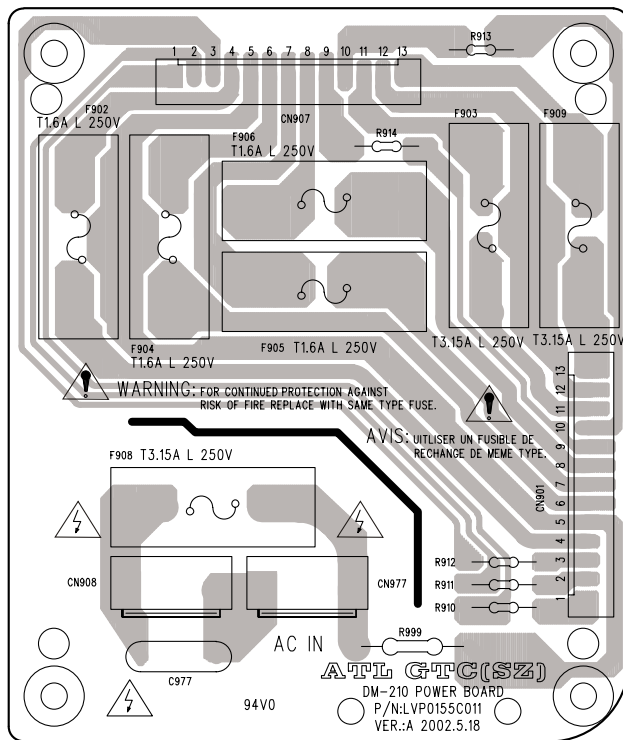 R913
1 2 3 4 5 6 7 8 9 10 11 12 13
F902
T1.6A L 250V
CN907
F906
T1.6A L 250V
R914
F903
F909
F904
T1.6A L 250V
F905 T1.6A L 250V
T3.15A L 250V
T3.15A L 250V
WARNING: FOR CONTINUED PROTECTION AGAINST
RISK OF FIRE REPLACE WITH SAME TYPE FUSE.
AVIS: UITLISER UN FUSIBLE DE
RECHANGE DE MEME TYPE.
F908 T3.15A L 250V
13
12
11
10
9
8
7
6
5
4
3
2
1
CN901
CN908
CN977
R912
R911
R910
AC IN
R999
C977
ATL GTC(SZ)
DM-210 POWER BOARD
94V0
P/N:LVP0155C011
VER.:A 2002.5.18